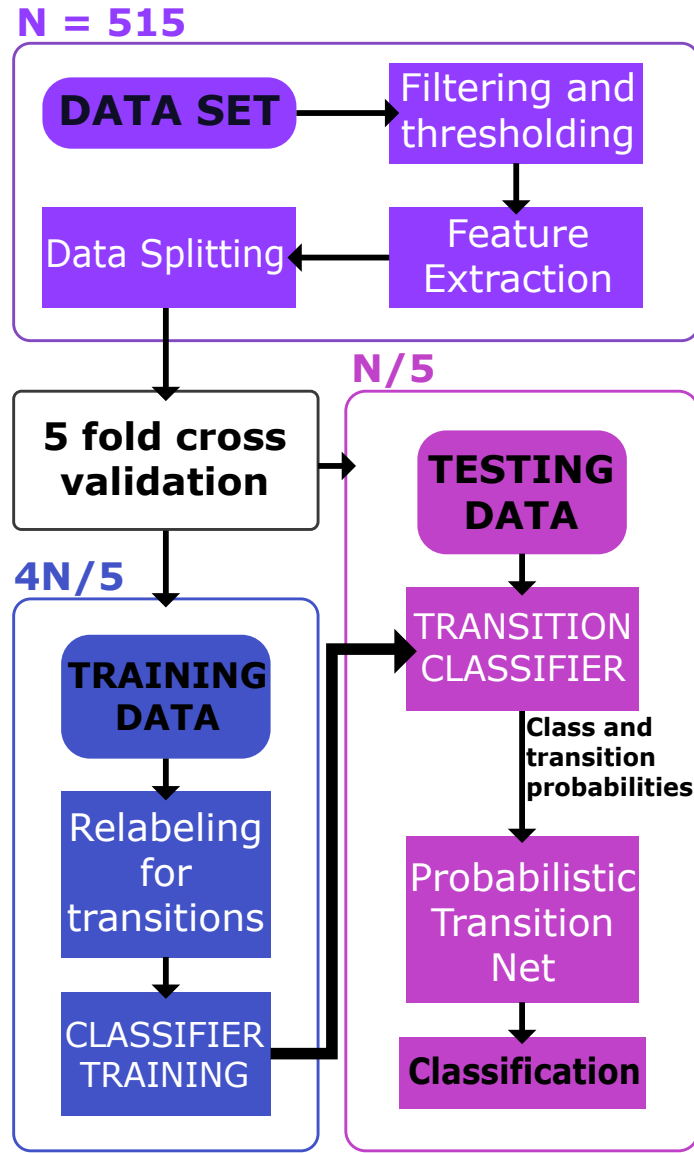 N = 515
DATA SET
Filtering and
thresholding
Feature
Extraction
Data Splitting
5 fold cross
validation
4N/5
TRAINING
DATA
Relabeling
for
transitions
CLASSIFIER
TRAINING
N/5
TESTING
DATA
TRANSITION
CLASSIFIER
Class and
transition
probabilities
Probabilistic
Transition
Net
Classification